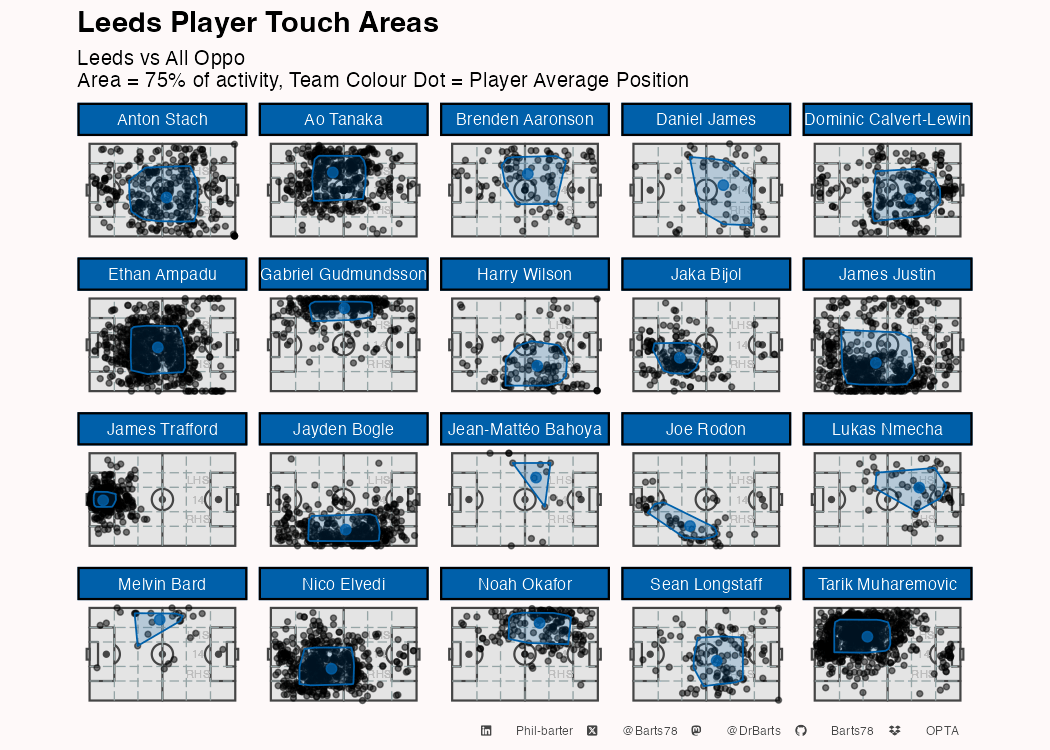 Leeds Player Touch Areas
Leeds vs All Oppo
Area = 75% of activity, Team Colour Dot = Player Average Position
Anton Stach
Ao Tanaka
Brenden Aaronson
Daniel James
Dominic Calvert-Lewin
Ethan Ampadu
Gabriel Gudmundsson
Harry Wilson
Jaka Bijol
James Justin
James Trafford
Jayden Bogle
Jean-Mattéo Bahoya
Joe Rodon
Lukas Nmecha
Melvin Bard
Nico Elvedi
Noah Okafor
Sean Longstaff
Tarik Muharemovic
LHS
14
RHS
Phil-barter @Barts78 @DrBarts Barts78 OPTA